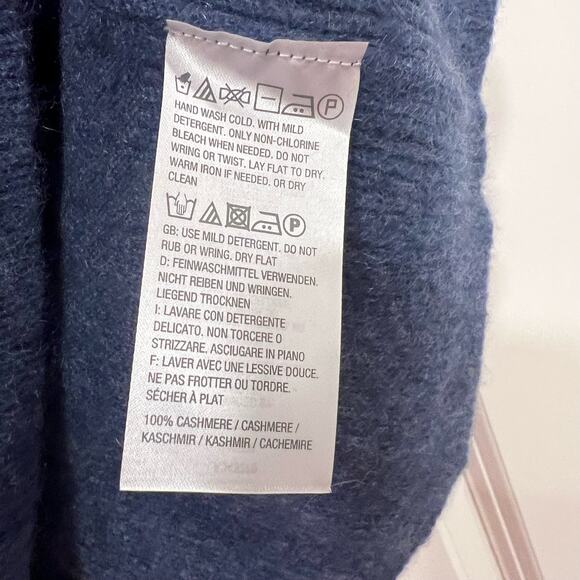 P
HAND WASH COLD. WITH MILD
DETERGENT. ONLY NON-CHLORINE
BLEACH WHEN NEEDED. DO NOT
WRING OR TWIST. LAY FLAT TO DRY.
WARM IRON IF NEEDED. OR DRY
CLEAN
P
GB: USE MILD DETERGENT. DO NOT
RUB OR WRING. DRY FLAT
D: FEINWASCHMITTEL VERWENDEN.
NICHT REIBEN UND WRINGEN.
LIEGEND TROCKNEN
I: LAVARE CON DETERGENTE
DELICATO. NON TORCERE O
STRIZZARE. ASCIUGARE IN PIANO
F: LAVER AVEC UNE LESSIVE DOUCE.
NE PAS FROTTER OU TORDRE.
SÉCHER À PLAT
100% CASHMERE / CASHMERE /
KASCHMIR / KASHMIR / CACHEMIRE